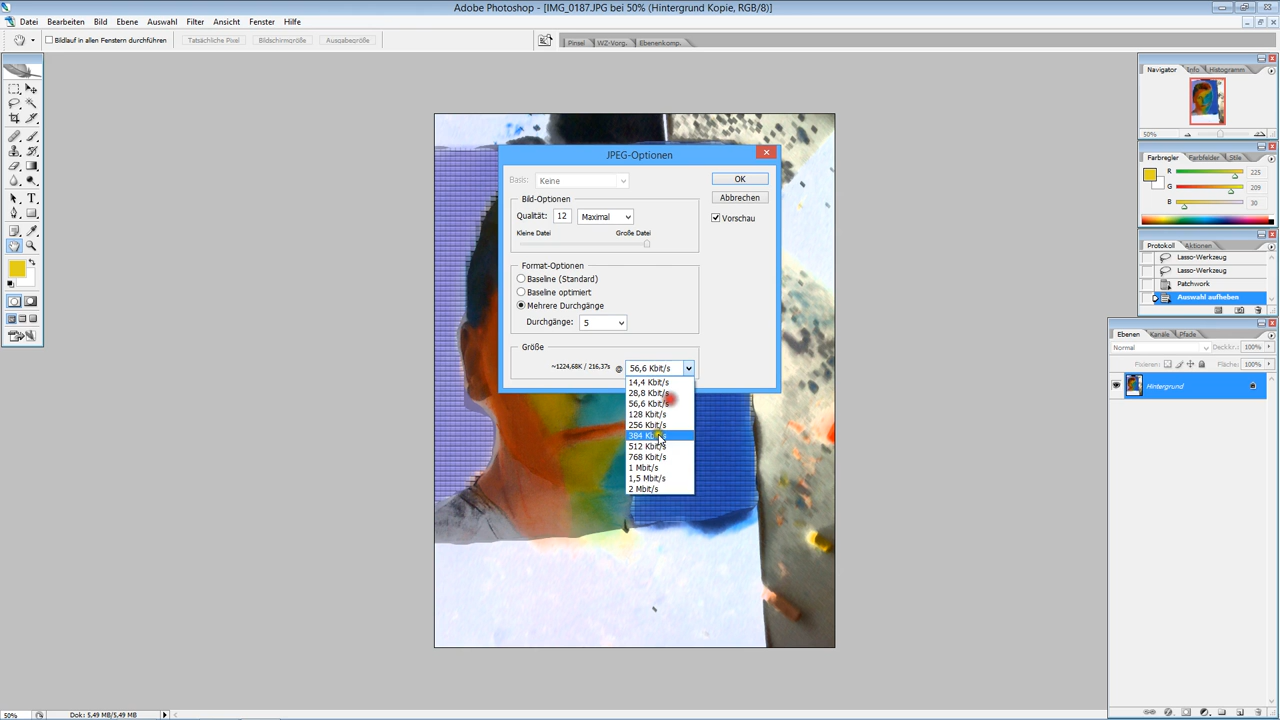 Adobe Photoshop - [IMG_0187.JPG bei 50% (Hintergrund Kopie, RGB/8)]
Datei Bearbeiten Bild Ebene Auswahl Filter Ansicht Fenster Hilfe
Bildlauf in allen Fenstern durchführen Tatsächliche Pixel Bildschirmgröße Ausgabegröße Pinsel WZ-Vorg. Ebenenkomp.
Navigator Info Histogramm
50%
Farbregler Farbfelder Stile
R 225
G 209
B 30
Protokoll Aktionen
Lasso-Werkzeug
Lasso-Werkzeug
Patchwork
Auswahl aufheben
Ebenen Kanäle Pfade
Normal Deckkr.: 100%
Fixieren: Fläche: 100%
Hintergrund
JPEG-Optionen
Basis: Keine
OK
Abbrechen
Vorschau
Bild-Optionen
Qualität: 12 Maximal
Kleine Datei Große Datei
Format-Optionen
Baseline (Standard)
Baseline optimiert
Mehrere Durchgänge
Durchgänge: 5
Größe
~1224,68K / 216.37s @ 56,6 Kbit/s
14,4 Kbit/s
28,8 Kbit/s
56,6 Kbit/s
128 Kbit/s
256 Kbit/s
384 Kbit/s
512 Kbit/s
768 Kbit/s
1 Mbit/s
1,5 Mbit/s
2 Mbit/s
50% Dok: 5,49 MB/5,49 MB